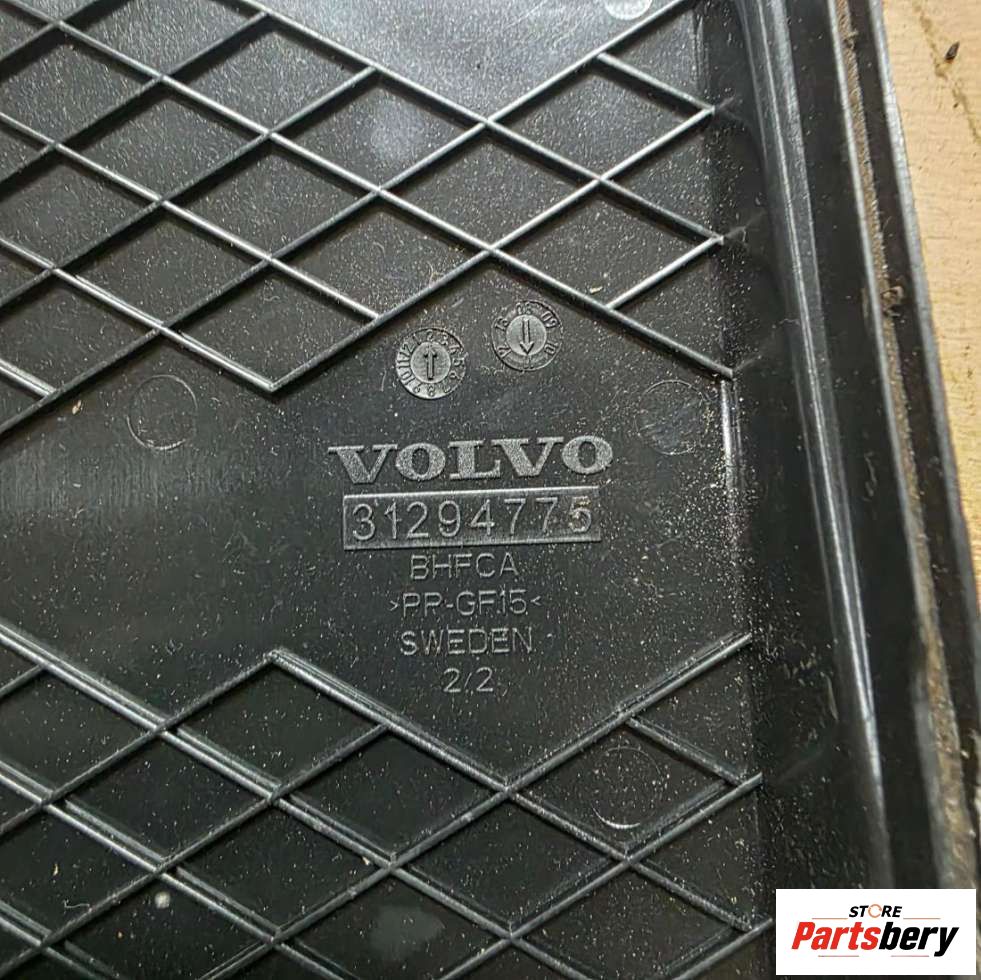 VOLVO
31294775
BHFCA
>PP-GF15<
SWEDEN
2/2
STORE
Partsbery